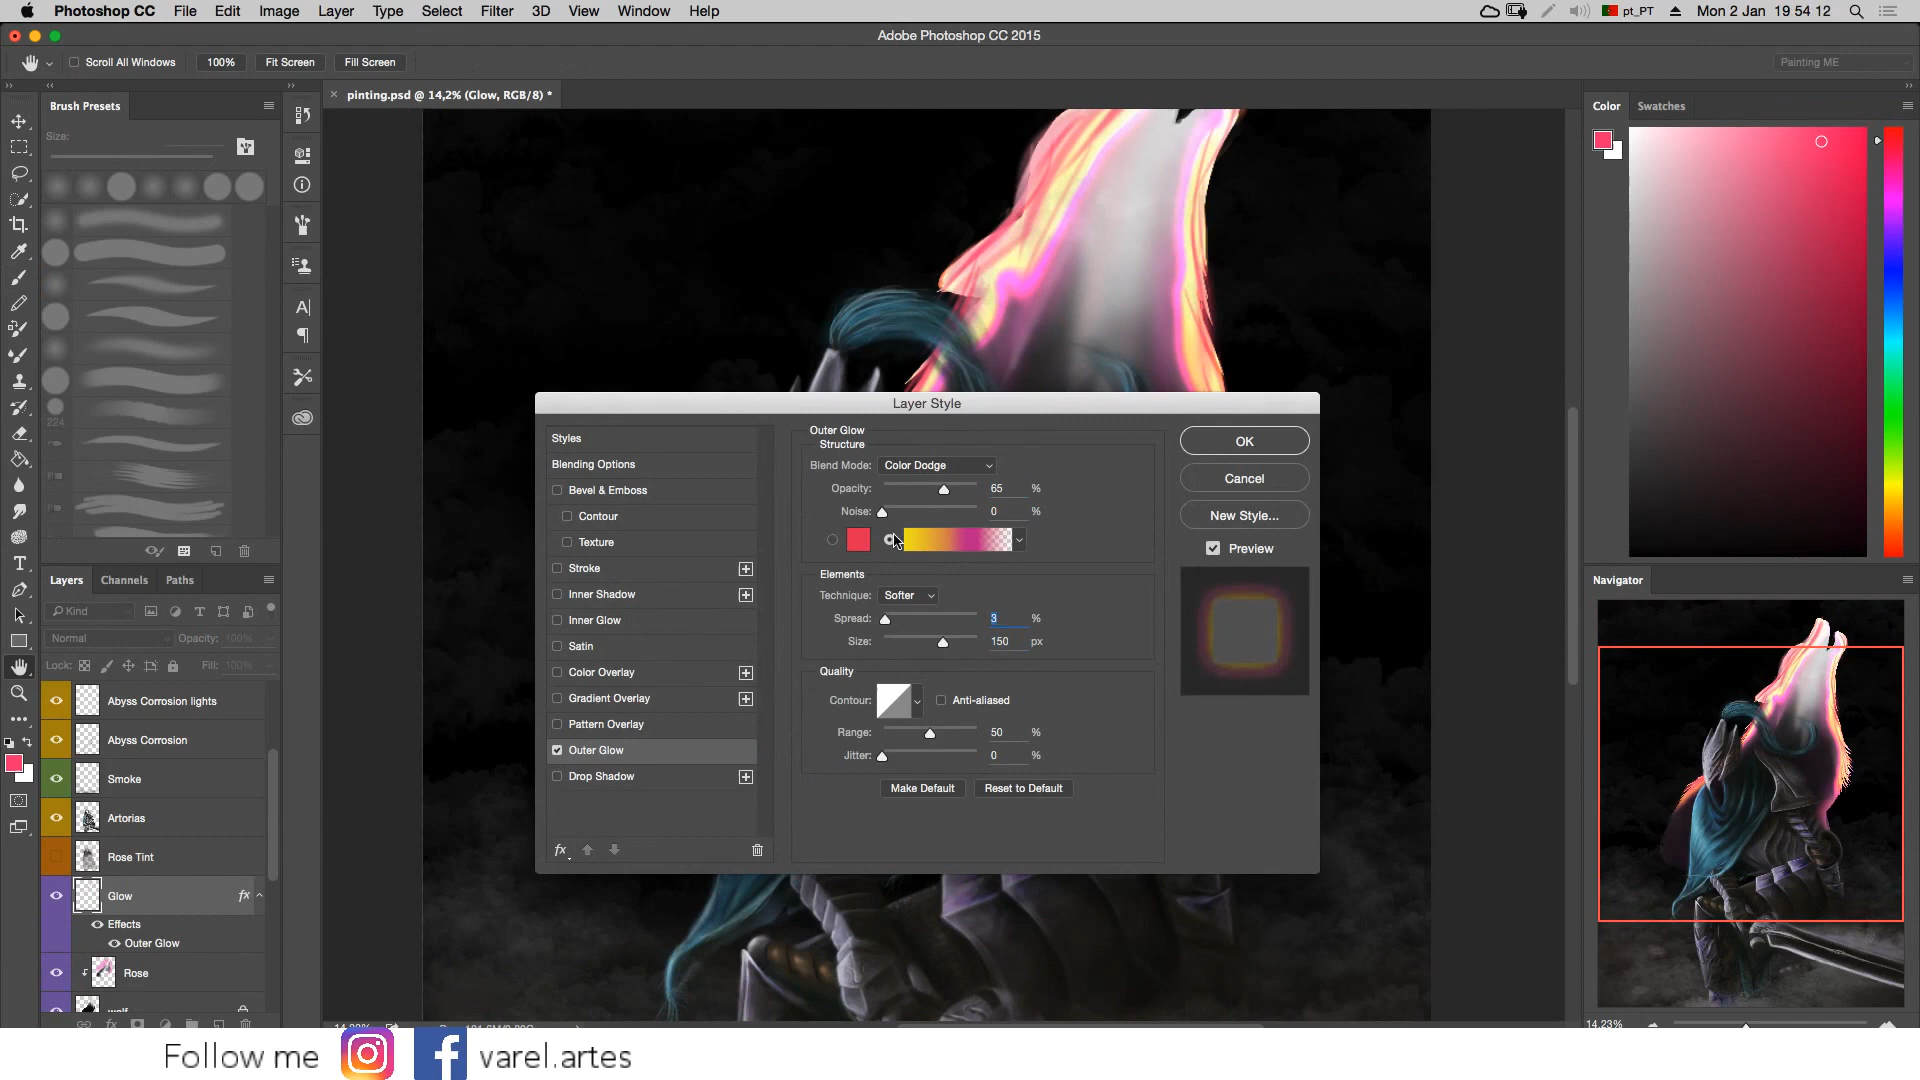 Photoshop CC File Edit Image Layer Type Select Filter 3D View Window Help pt_PT Mon 2 Jan 19 54 12
Adobe Photoshop CC 2015
Scroll All Windows 100% Fit Screen Fill Screen Painting ME
pinting.psd @ 14,2% (Glow, RGB/8) *
Brush Presets
Size:
224
Color Swatches
Layer Style
Styles
Blending Options
Bevel & Emboss
Contour
Texture
Stroke
Inner Shadow
Inner Glow
Satin
Color Overlay
Gradient Overlay
Pattern Overlay
Outer Glow
Drop Shadow
fx
Outer Glow
Structure
Blend Mode: Color Dodge
Opacity: 65 %
Noise: 0 %
Elements
Technique: Softer
Spread: 3 %
Size: 150 px
Quality
Contour: Anti-aliased
Range: 50 %
Jitter: 0 %
Make Default Reset to Default
OK
Cancel
New Style...
Preview
Layers Channels Paths
Kind
Normal Opacity: 100%
Lock: Fill: 100%
Abyss Corrosion lights
Abyss Corrosion
Smoke
Artorias
Rose Tint
Glow fx
Effects
Outer Glow
Rose
Navigator
14.23%
Follow me varel.artes